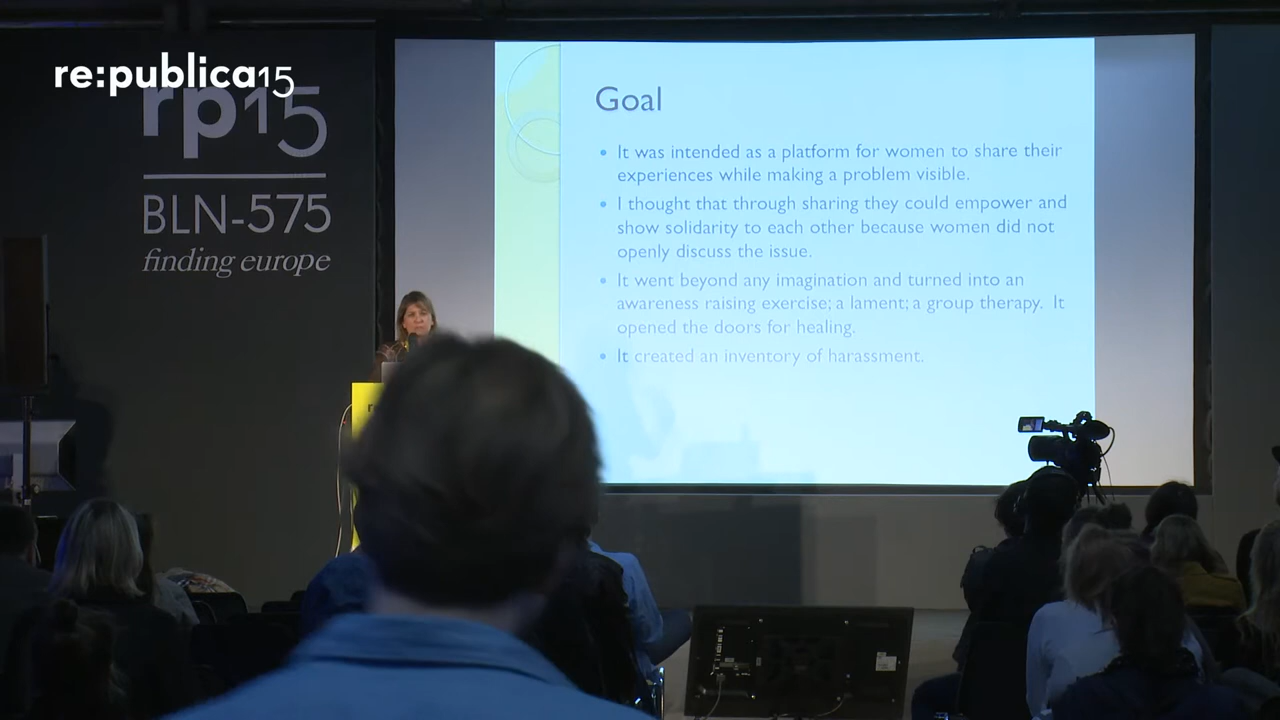 re:publica15
rp15
BLN-575
finding europe
Goal
• It was intended as a platform for women to share their
experiences while making a problem visible.
• I thought that through sharing they could empower and
show solidarity to each other because women did not
openly discuss the issue.
• It went beyond any imagination and turned into an
awareness raising exercise; a lament; a group therapy. It
opened the doors for healing.
• It created an inventory of harassment.